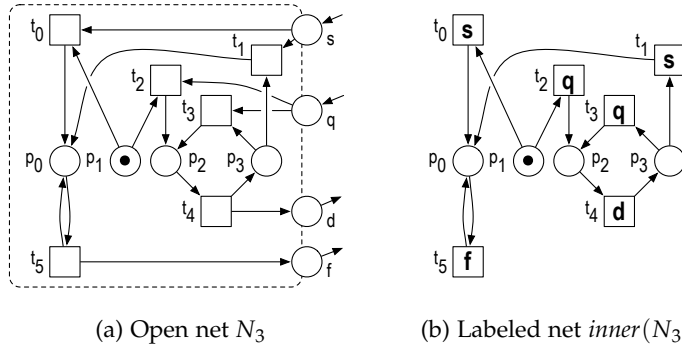 t0
t1
s
t2
q
t3
p0
p1
p2
p3
t4
d
t5
f
(a) Open net N3
t0
s
t1
s
t2
q
t3
q
p0
p1
p2
p3
t4
d
t5
f
(b) Labeled net inner(N3